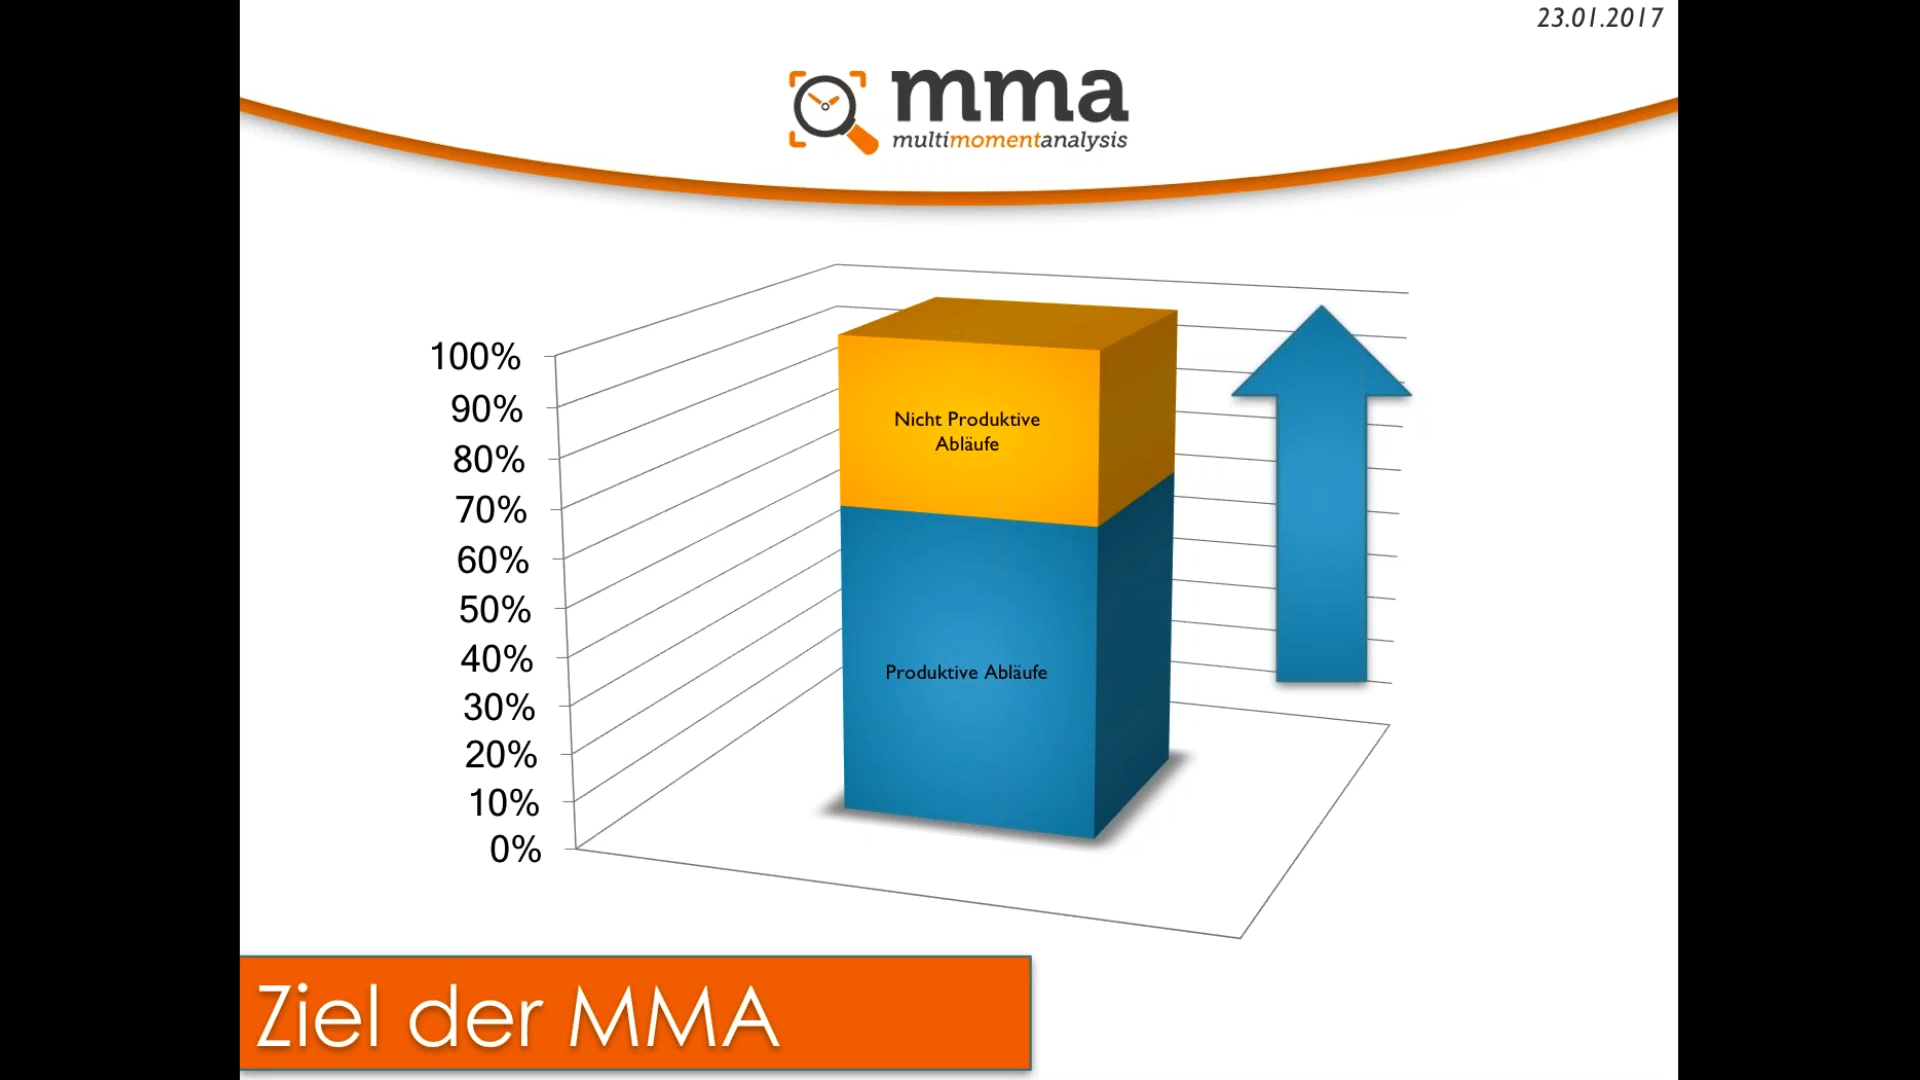 23.01.2017
mma
multimomentanalysis
100%
90%
80%
70%
60%
50%
40%
30%
20%
10%
0%
Nicht Produktive
Abläufe
Produktive Abläufe
Ziel der MMA